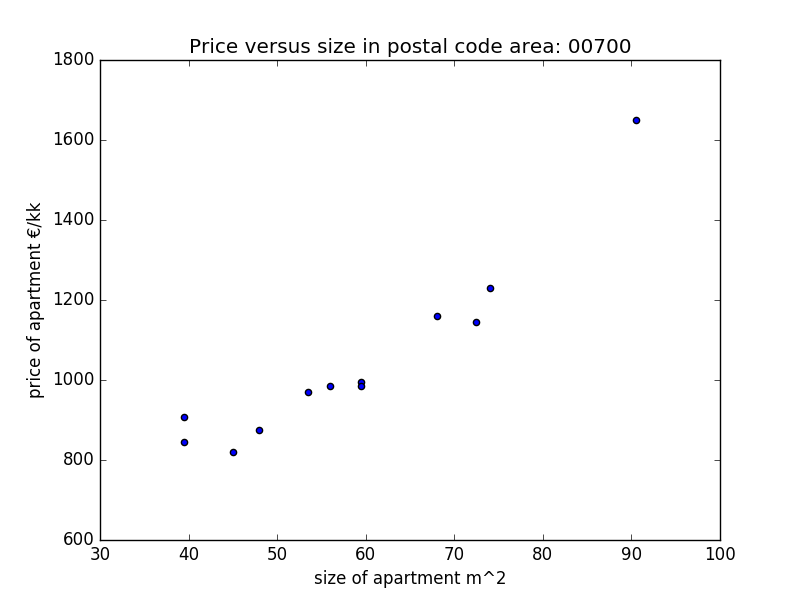 Price versus size in postal code area: 00700
1800
1600
1400
1200
1000
800
600
price of apartment €/kk
30 40 50 60 70 80 90 100
size of apartment m^2